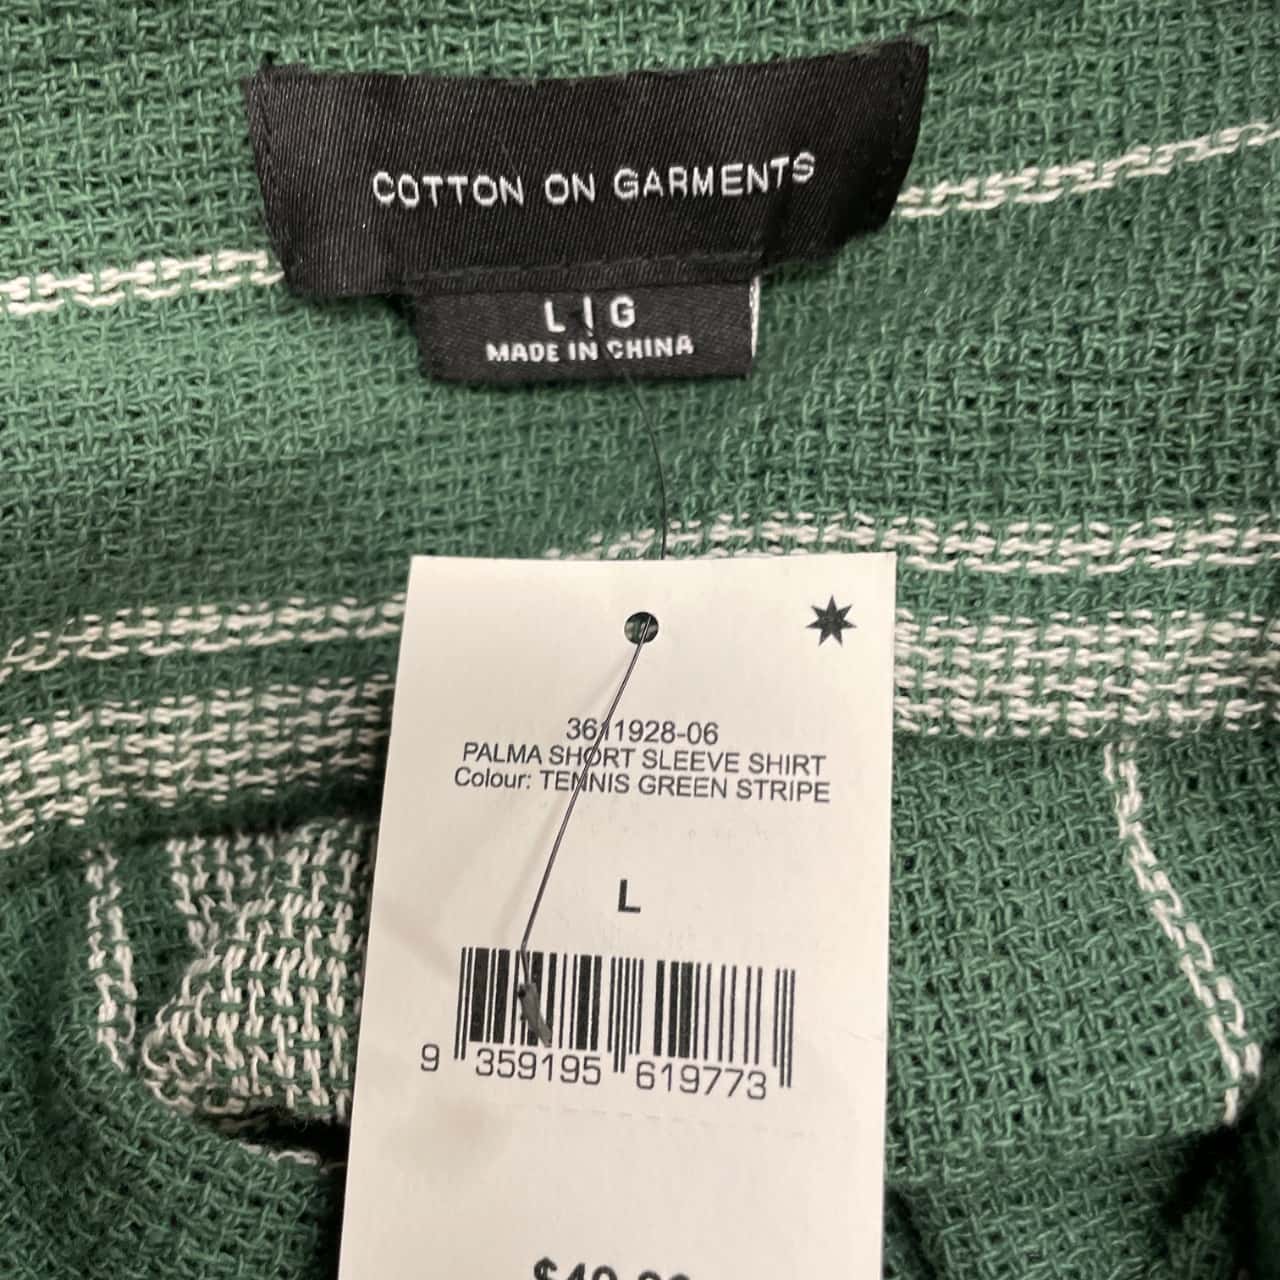 COTTON ON GARMENTS
L | G
MADE IN CHINA
3611928-06
PALMA SHORT SLEEVE SHIRT
Colour: TENNIS GREEN STRIPE
L
9 359195 619773